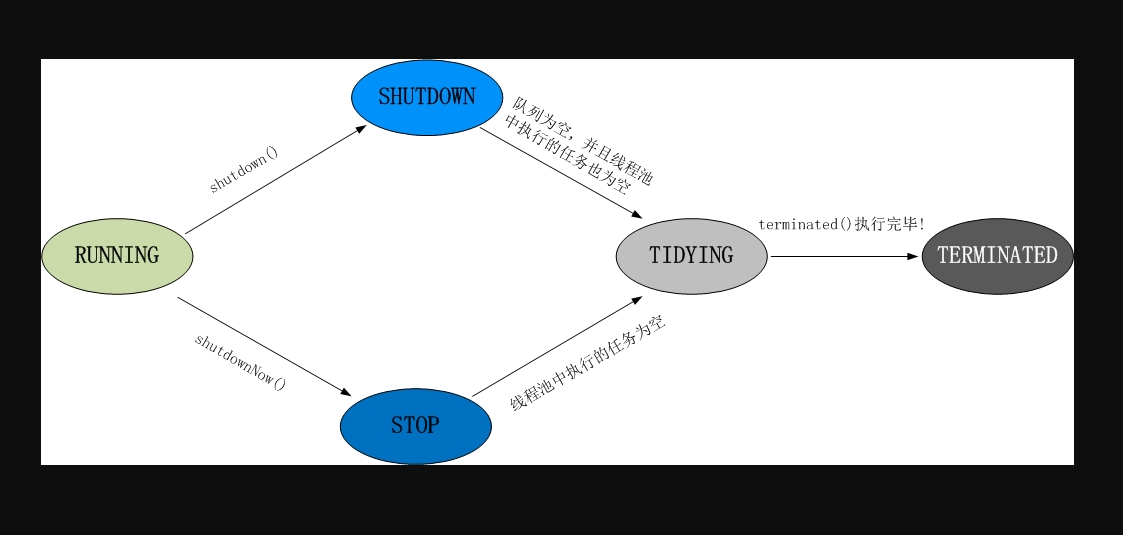 SHUTDOWN
队列为空，并且线程池
中执行的任务也为空
shutdown()
RUNNING
TIDYING
terminated()执行完毕!
TERMINATED
shutdownNow()
线程池中执行的任务为空
STOP